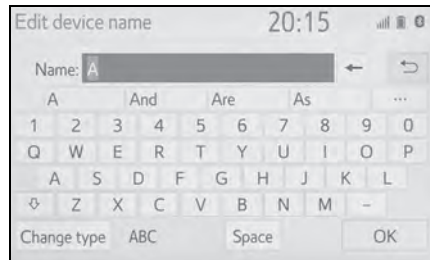 Edit device name 20:15
Name: A
A And Are As ...
1 2 3 4 5 6 7 8 9 0
Q W E R T Y U I O P
A S D F G H J K L
Z X C V B N M -
Change type ABC Space OK